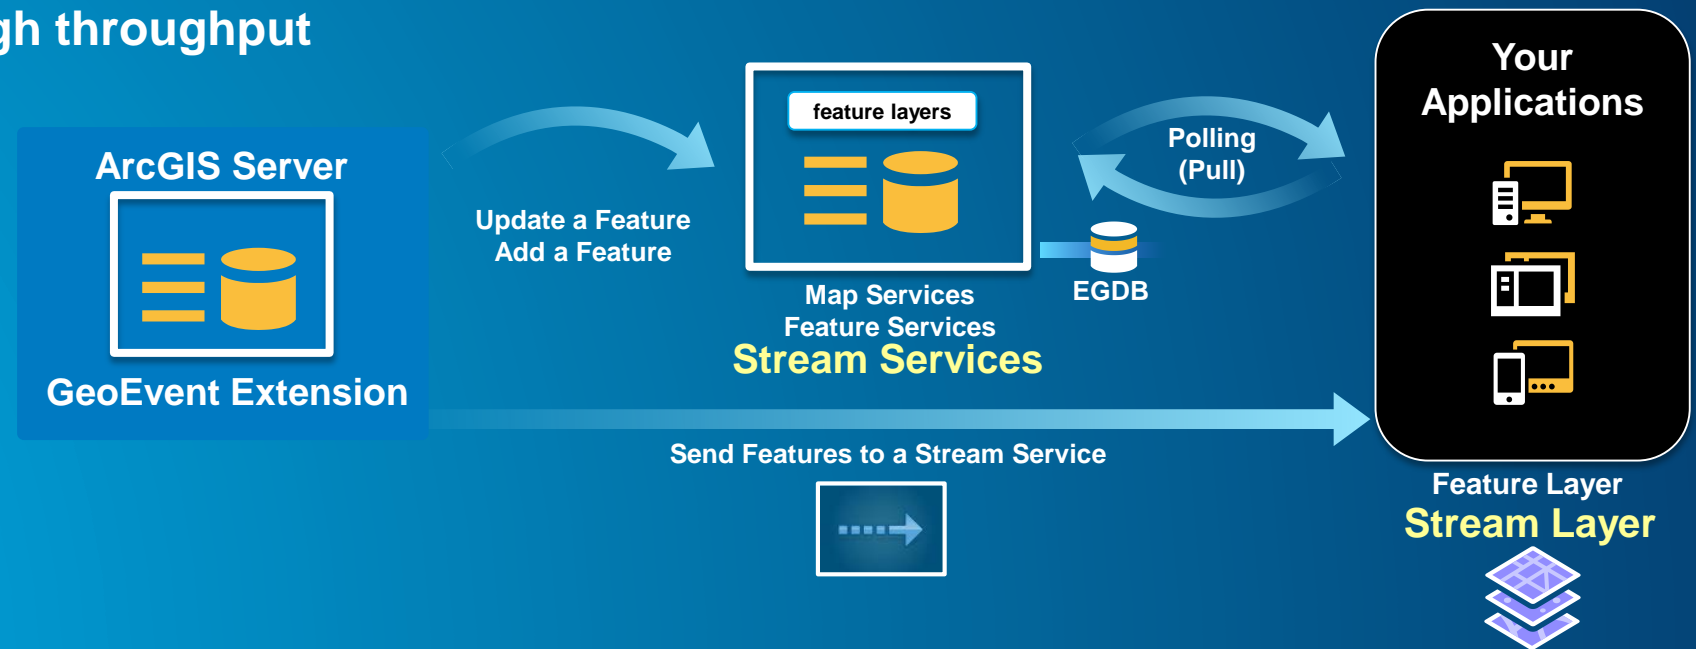 gh throughput
ArcGIS Server
GeoEvent Extension
Update a Feature
Add a Feature
feature layers
Map Services
Feature Services
Stream Services
EGDB
Polling
(Pull)
Send Features to a Stream Service
Your
Applications
Feature Layer
Stream Layer